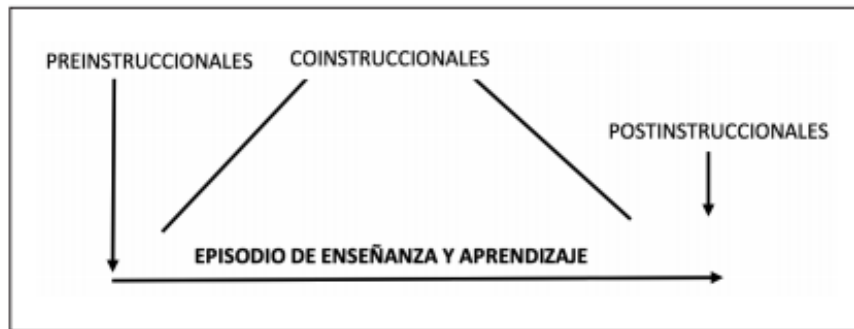 PREINSTRUCCIONALES
COINSTRUCCIONALES
POSTINSTRUCCIONALES
EPISODIO DE ENSEÑANZA Y APRENDIZAJE